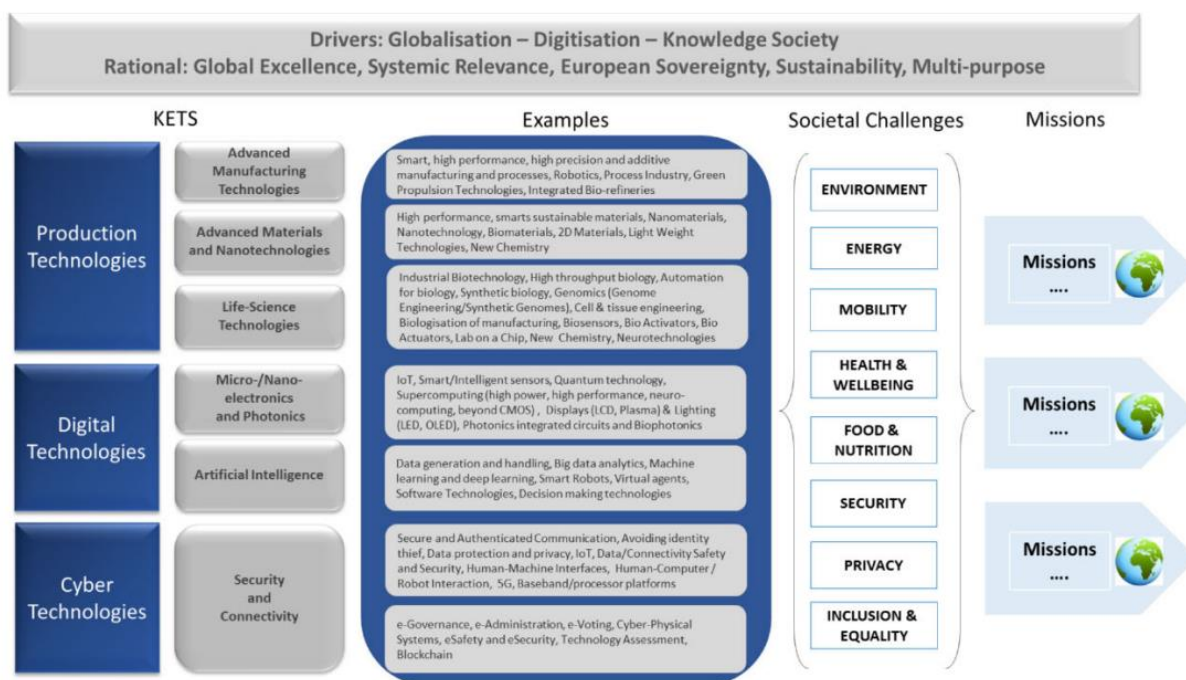 Drivers: Globalisation – Digitisation – Knowledge Society
Rational: Global Excellence, Systemic Relevance, European Sovereignty, Sustainability, Multi-purpose
KETS
Examples
Societal Challenges
Missions
Production
Technologies
Advanced
Manufacturing
Technologies
Smart, high performance, high precision and additive
manufacturing and processes, Robotics, Process Industry, Green
Propulsion Technologies, Integrated Bio-refineries
Advanced Materials
and Nanotechnologies
High performance, smarts sustainable materials, Nanomaterials,
Nanotechnology, Biomaterials, 2D Materials, Light Weight
Technologies, New Chemistry
Life-Science
Technologies
Industrial Biotechnology, High throughput biology, Automation
for biology, Synthetic biology, Genomics (Genome
Engineering/Synthetic Genomes), Cell & tissue engineering,
Biologisation of manufacturing, Biosensors, Bio Activators, Bio
Actuators, Lab on a Chip, New Chemistry, Neurotechnologies
Digital
Technologies
Micro-/Nano-
electronics
and Photonics
IoT, Smart/Intelligent sensors, Quantum technology,
Supercomputing (high power, high performance, neuro-
computing, beyond CMOS) , Displays (LCD, Plasma) & Lighting
(LED, OLED), Photonics integrated circuits and Biophotonics
Artificial Intelligence
Data generation and handling, Big data analytics, Machine
learning and deep learning, Smart Robots, Virtual agents,
Software Technologies, Decision making technologies
Cyber
Technologies
Security
and
Connectivity
Secure and Authenticated Communication, Avoiding identity
thief, Data protection and privacy, IoT, Data/Connectivity Safety
and Security, Human-Machine Interfaces, Human-Computer /
Robot Interaction, 5G, Baseband/processor platforms
e-Governance, e-Administration, e-Voting, Cyber-Physical
Systems, eSafety and eSecurity, Technology Assessment,
Blockchain
ENVIRONMENT
ENERGY
MOBILITY
HEALTH &
WELLBEING
FOOD &
NUTRITION
SECURITY
PRIVACY
INCLUSION &
EQUALITY
Missions
....
Missions
....
Missions
....